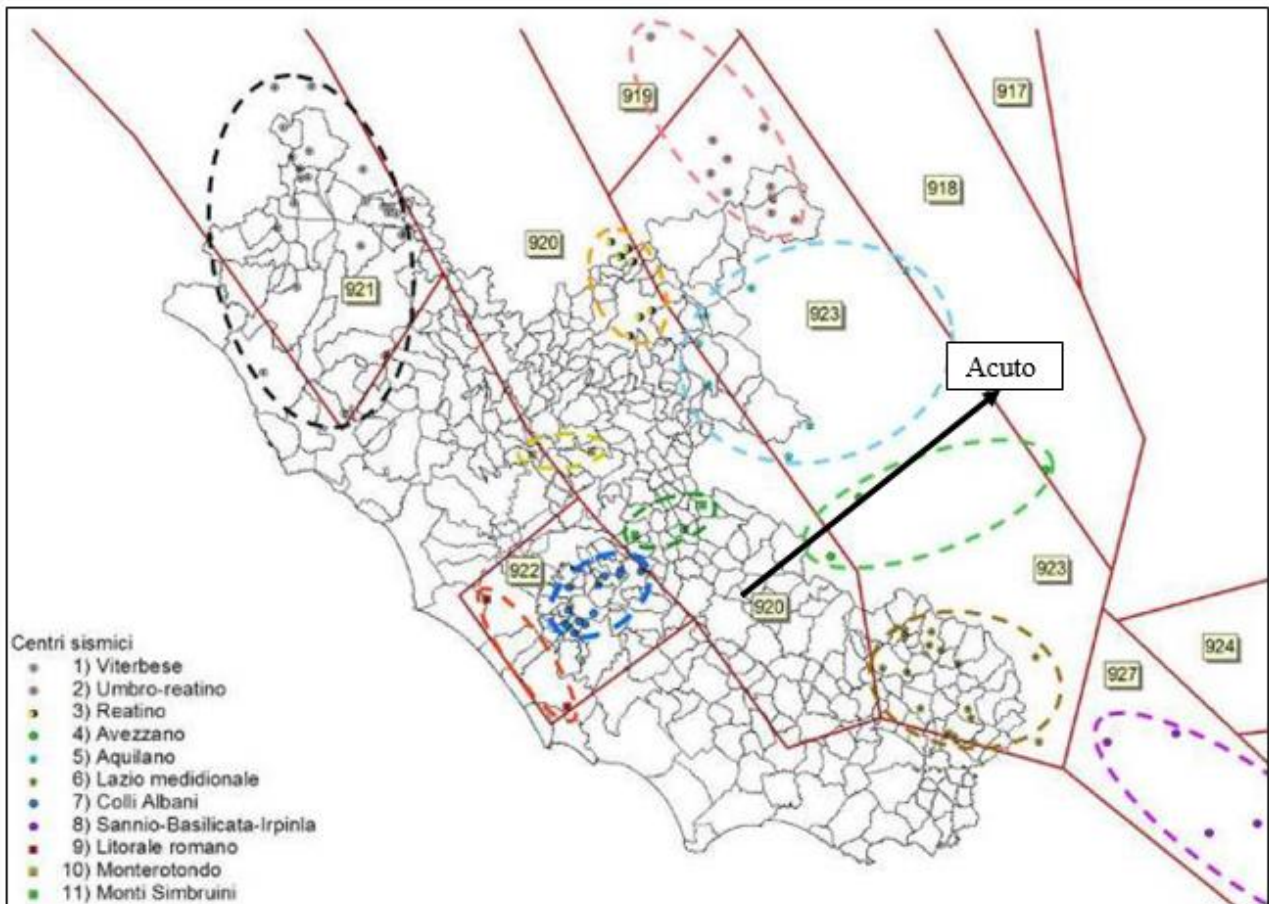 919
917
918
920
921
923
Acuto
922
923
920
924
927
Centri sismici
1) Viterbese
2) Umbro-reatino
3) Reatino
4) Avezzano
5) Aquilano
6) Lazio medidionale
7) Colli Albani
8) Sannio-Basilicata-Irpinia
9) Litorale romano
10) Monterotondo
11) Monti Simbruini